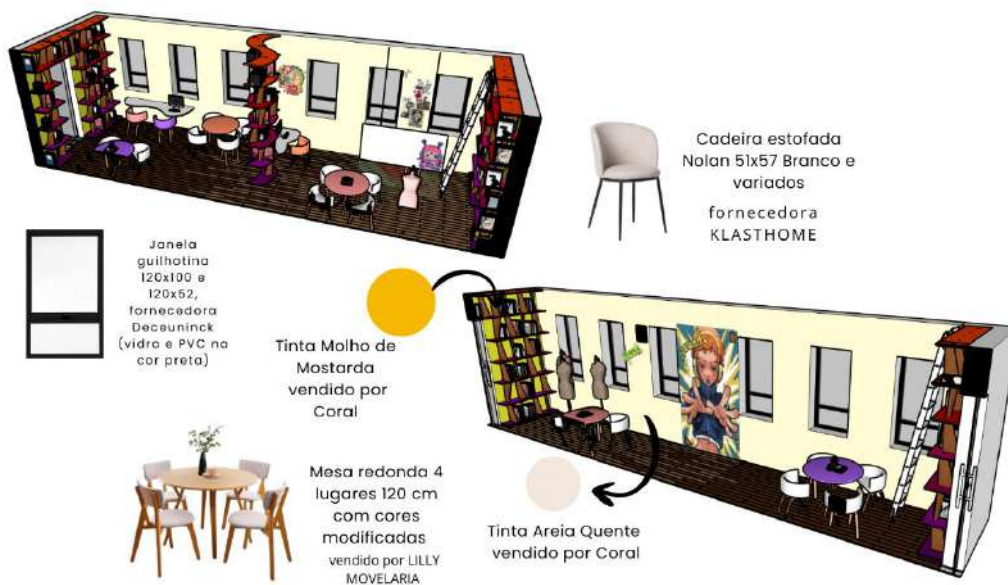 Cadeira estofada
Nolan 51x57 Branco e
variados
fornecedora
KLASTHOME
Janela
guilhotina
120x100 e
120x52,
fornecedora
Deceuninck
(vidro e PVC na
cor preta)
Tinta Molho de
Mostarda
vendido por
Coral
Mesa redonda 4
lugares 120 cm
com cores
modificadas
vendido por LILLY
MOVELARIA
Tinta Areia Quente
vendido por Coral